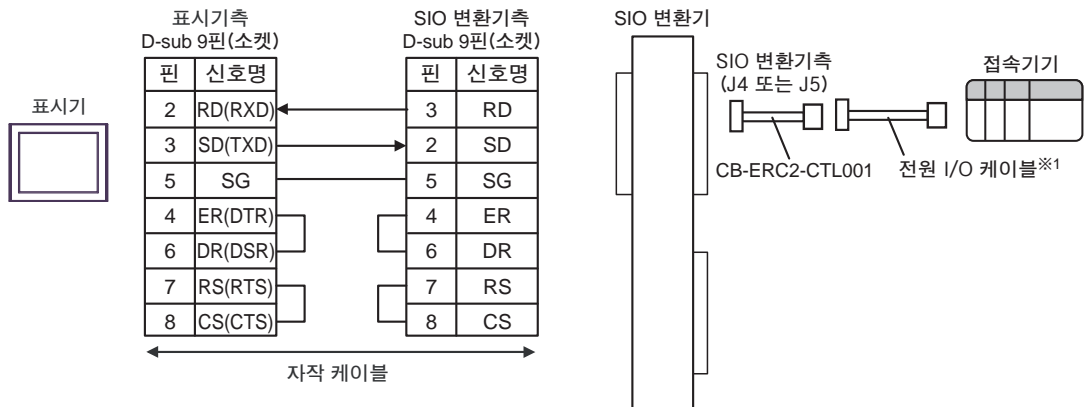 표시기
표시기측
D-sub 9핀(소켓)
핀 신호명
2 RD(RXD)
3 SD(TXD)
5 SG
4 ER(DTR)
6 DR(DSR)
7 RS(RTS)
8 CS(CTS)
SIO 변환기측
D-sub 9핀(소켓)
핀 신호명
3 RD
2 SD
5 SG
4 ER
6 DR
7 RS
8 CS
자작 케이블
SIO 변환기
SIO 변환기측
(J4 또는 J5)
CB-ERC2-CTL001
전원 I/O 케이블※1
접속기기